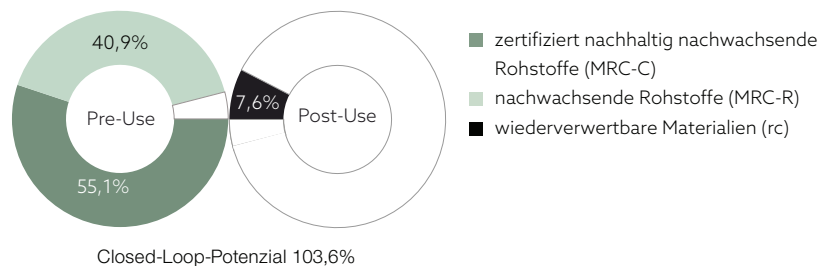 40,9%
Pre-Use
55,1%
7,6%
Post-Use
zertifiziert nachhaltig nachwachsende
Rohstoffe (MRC-C)
nachwachsende Rohstoffe (MRC-R)
wiederverwertbare Materialien (rc)
Closed-Loop-Potenzial 103,6%